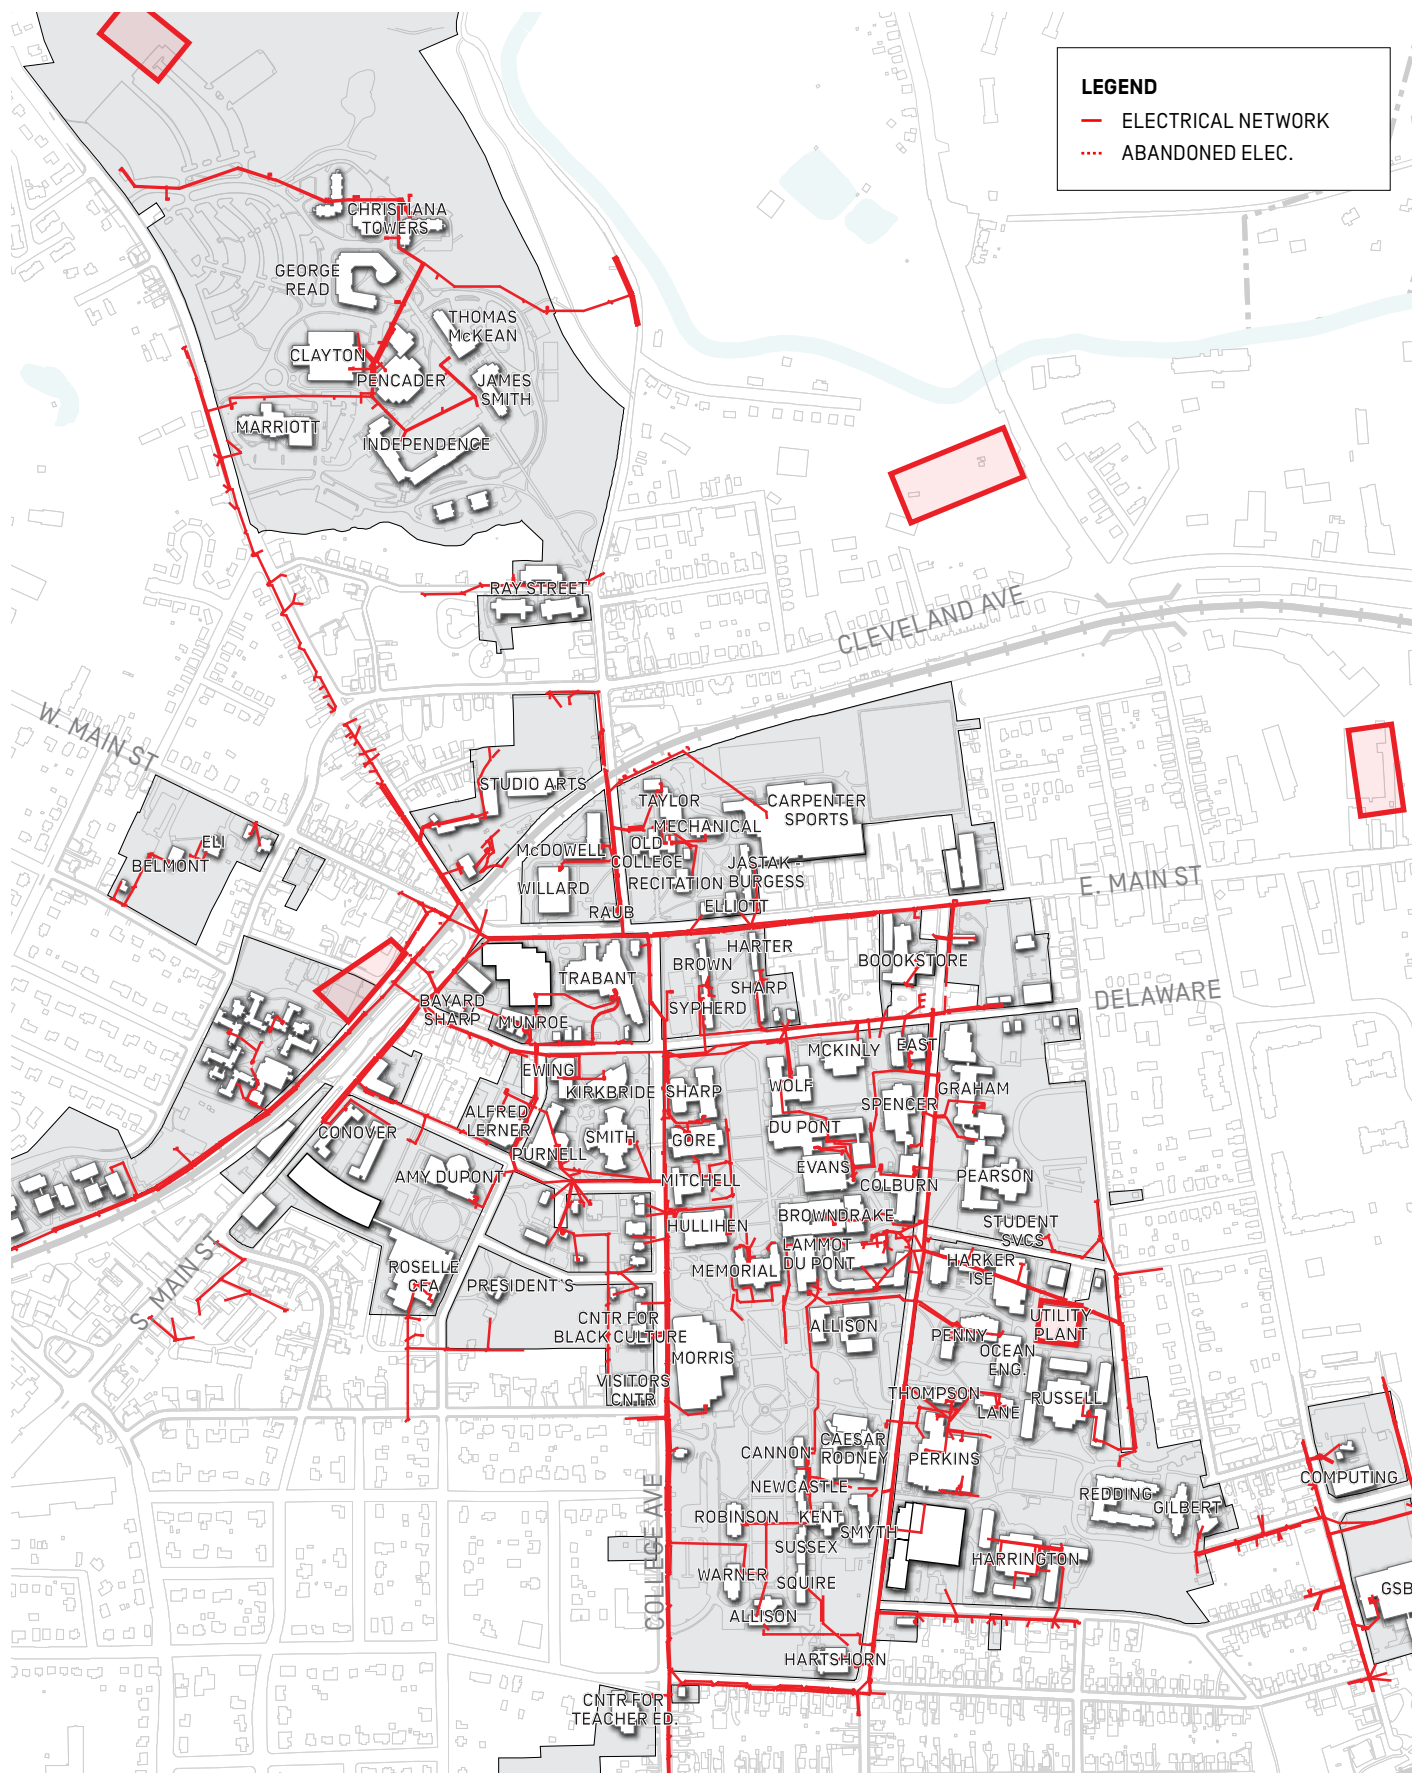 LEGEND
ELECTRICAL NETWORK
ABANDONED ELEC.
CHRISTIANA
TOWERS
GEORGE
READ
THOMAS
McKEAN
CLAYTON
PENCADER
JAMES
SMITH
MARRIOTT
INDEPENDENCE
RAY STREET
CLEVELAND AVE
W. MAIN ST
STUDIO ARTS
TAYLOR
CARPENTER
SPORTS
MECHANICAL
ELI
BELMONT
McDOWELL
OLD
COLLEGE
JASTAK -
BURGESS
RECITATION
WILLARD
E. MAIN ST
RAUB
ELLIOTT
HARTER
BROWN
BOOOKSTORE
TRABANT
SHARP
DELAWARE
BAYARD
SHARP
MUNROE
SYPHERD
MCKINLY
EAST
EWING
KIRKBRIDE
SHARP
WOLF
GRAHAM
SPENCER
ALFRED
LERNER
CONOVER
SMITH
GORE
DU PONT
PURNELL
AMY DUPONT
MITCHELL
EVANS
COLBURN
PEARSON
BROWN
DRAKE
HULLIHEN
STUDENT
SVCS
LAMMOT
DU PONT
S. MAIN ST
ROSELLE
CFA
PRESIDENT'S
MEMORIAL
HARKER
ISE
CNTR FOR
BLACK CULTURE
ALLISON
UTILITY
PLANT
PENNY
OCEAN
ENG.
MORRIS
VISITORS
CNTR
THOMPSON
LANE
RUSSELL
CAESAR
RODNEY
CANNON
PERKINS
COMPUTING
NEWCASTLE
REDDING
GILBERT
ROBINSON
KENT
SMYTH
SUSSEX
HARRINGTON
COLLEGE AVE
WARNER
SQUIRE
GSB
ALLISON
HARTSHORN
CNTR FOR
TEACHER ED.